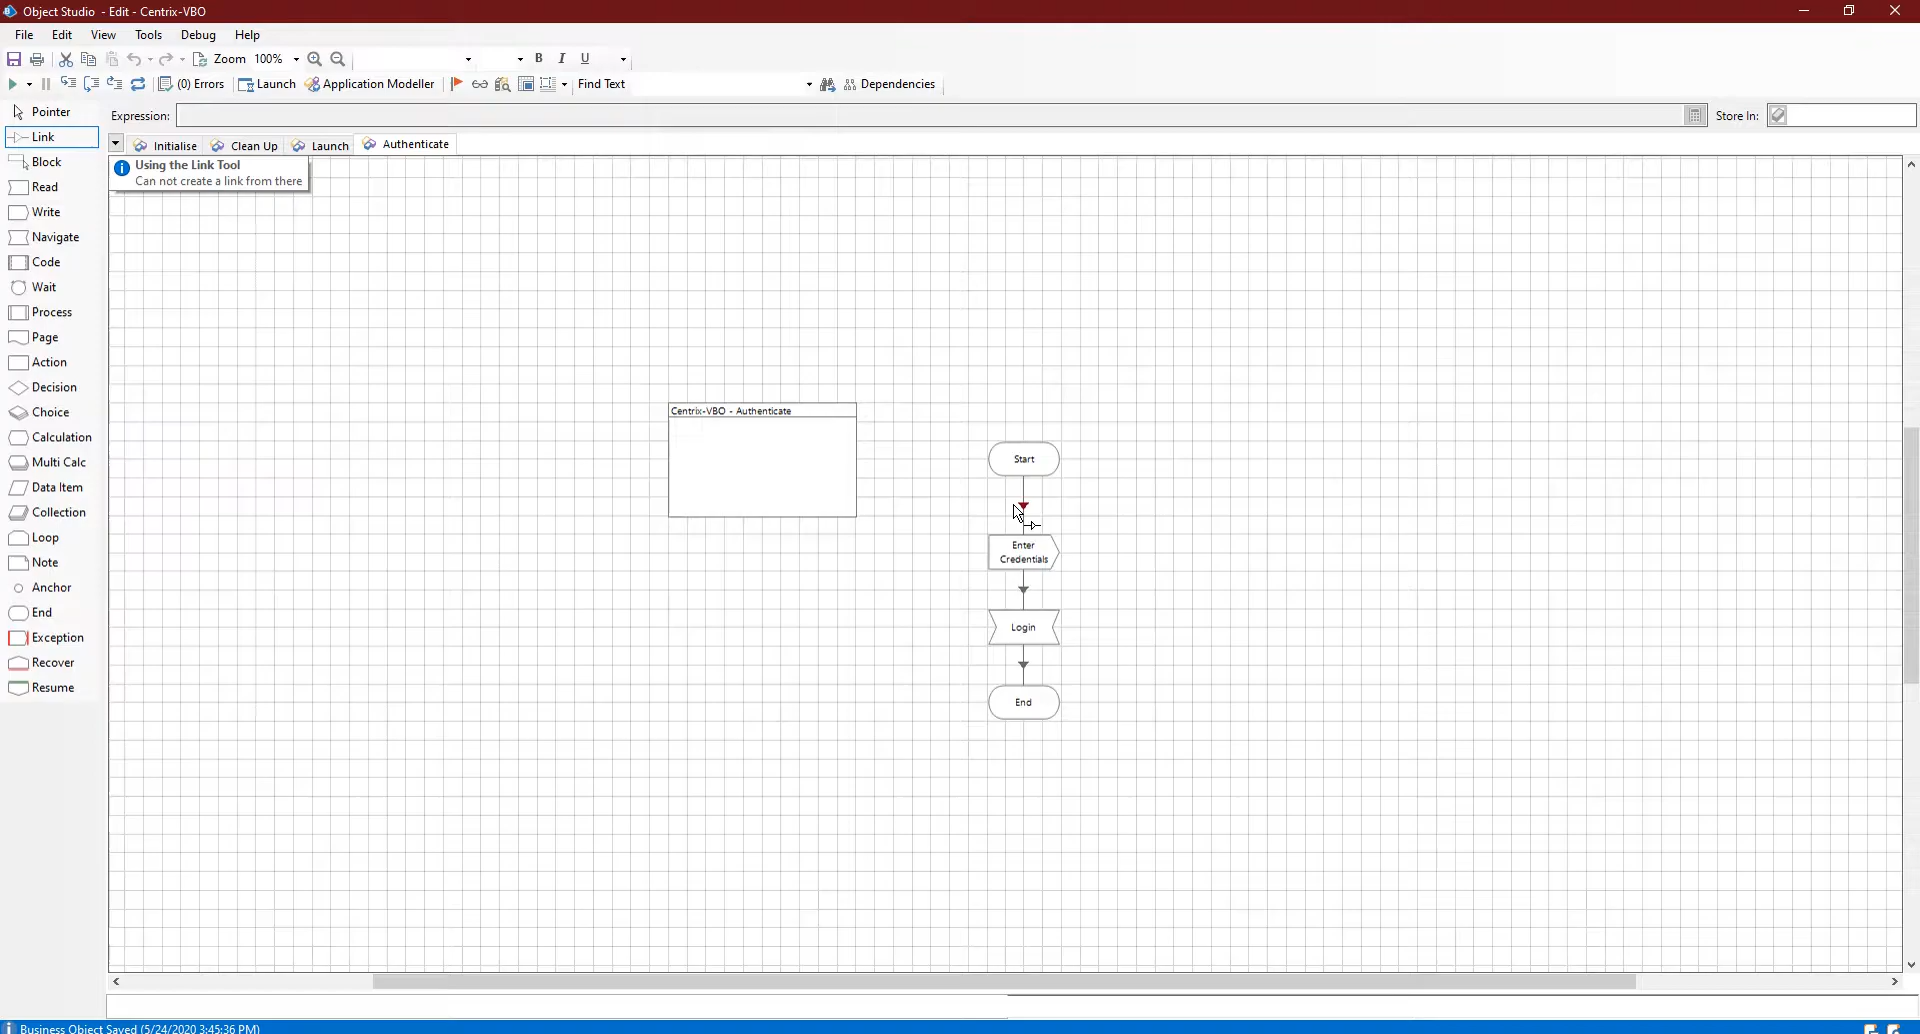 Object Studio - Edit - Centrix-VBO
File Edit View Tools Debug Help
Zoom 100% B I U
(0) Errors Launch Application Modeller Find Text Dependencies
Pointer
Expression: Store In:
Link
Initialise Clean Up Launch Authenticate
Block
Using the Link Tool
Can not create a link from there
Read
Write
Navigate
Code
Wait
Process
Page
Action
Decision
Choice
Calculation
Multi Calc
Data Item
Collection
Loop
Note
Anchor
End
Exception
Recover
Resume
Centrix-VBO - Authenticate
Start
Enter
Credentials
Login
End
Business Object Saved (5/24/2020 3:45:36 PM)